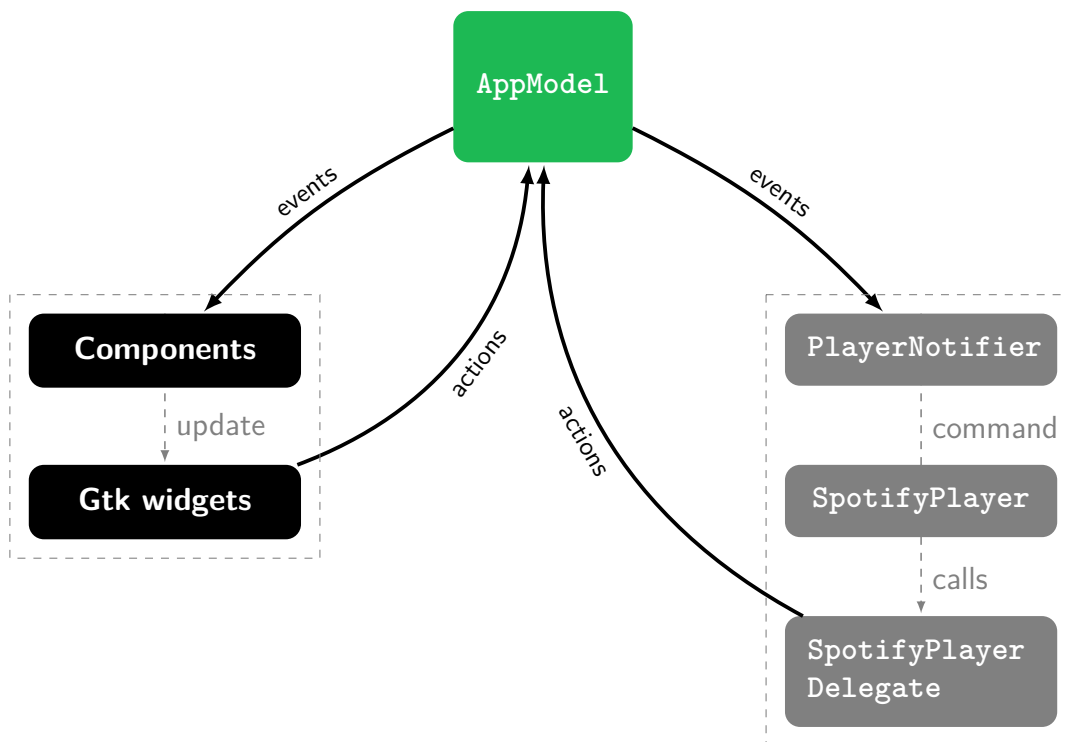 AppModel
events
events
Components
PlayerNotifier
actions
update
actions
command
Gtk widgets
SpotifyPlayer
calls
SpotifyPlayer
Delegate